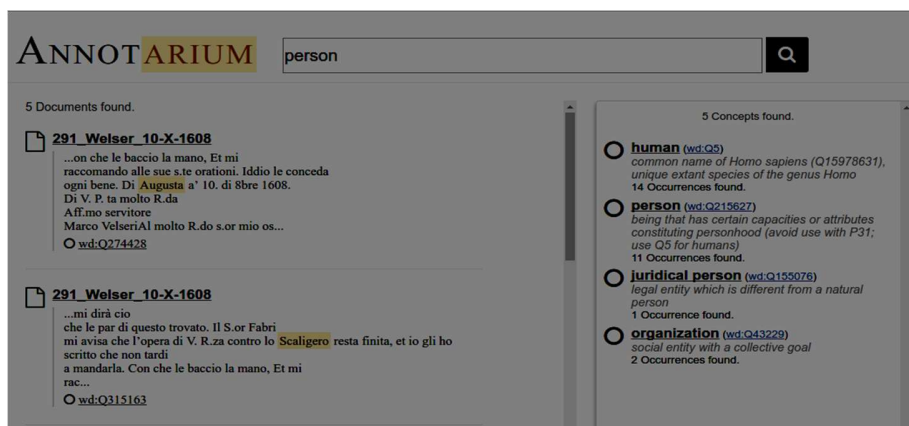 ANNOTARIUM
person
5 Documents found.
291_Welser_10-X-1608
...on che le baccio la mano, Et mi
raccomando alle sue s.te orationi. Iddio le conceda
ogni bene. Di Augusta a' 10. di 8bre 1608.
Di V. P. ta molto R.da
Aff.mo servitore
Marco VelseriAl molto R.do s.or mio os...
wd:Q274428
291_Welser_10-X-1608
...mi dirà cio
che le par di questo trovato. Il S.or Fabri
mi avisa che l'opera di V. R.za contro lo Scaligero resta finita, et io gli ho
scritto che non tardi
a mandarla. Con che le baccio la mano, Et mi
rac...
wd:Q315163
5 Concepts found.
human (wd:Q5)
common name of Homo sapiens (Q15978631),
unique extant species of the genus Homo
14 Occurrences found.
person (wd:Q215627)
being that has certain capacities or attributes
constituting personhood (avoid use with P31;
use Q5 for humans)
11 Occurrences found.
juridical person (wd:Q155076)
legal entity which is different from a natural
person
1 Occurrence found.
organization (wd:Q43229)
social entity with a collective goal
2 Occurrences found.